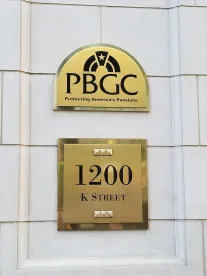 PBGC
Protecting America's Pensions
1200
K STREET